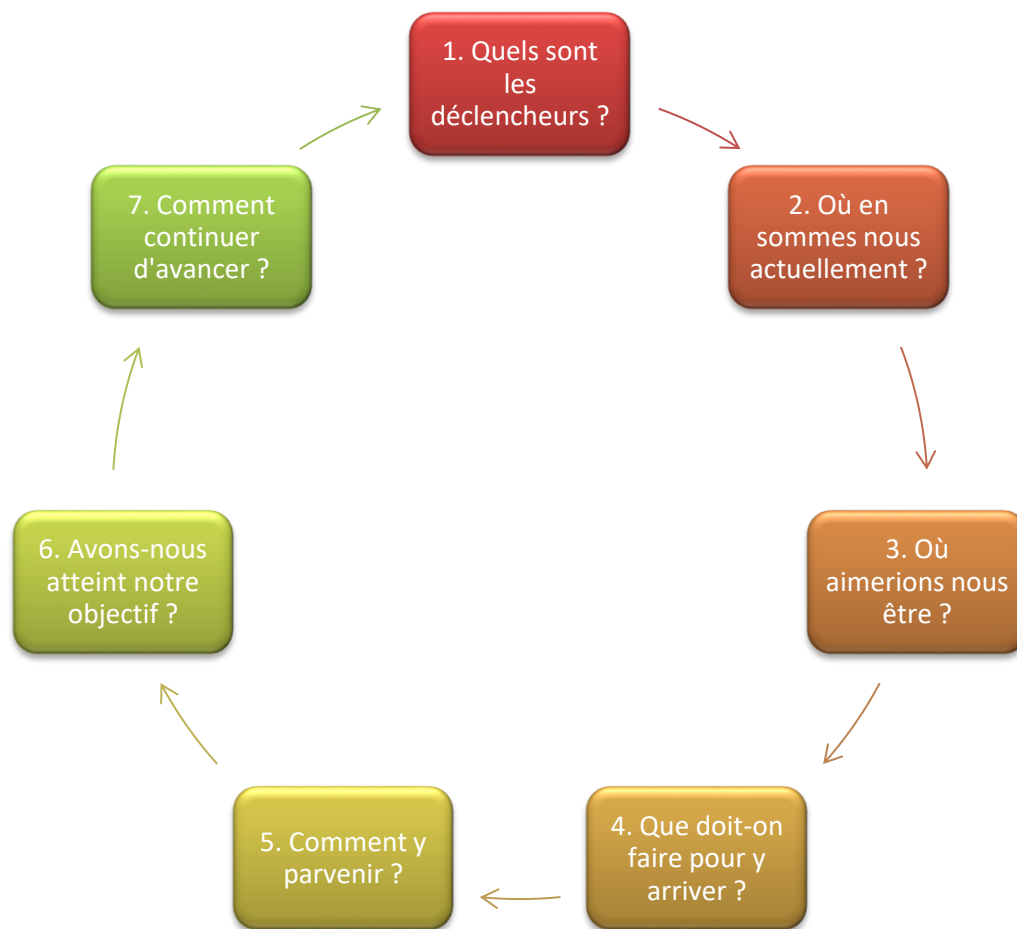 1. Quels sont
les
déclencheurs ?
2. Où en
sommes nous
actuellement ?
3. Où
aimerions nous
être ?
4. Que doit-on
faire pour y
arriver ?
5. Comment y
parvenir ?
6. Avons-nous
atteint notre
objectif ?
7. Comment
continuer
d'avancer ?